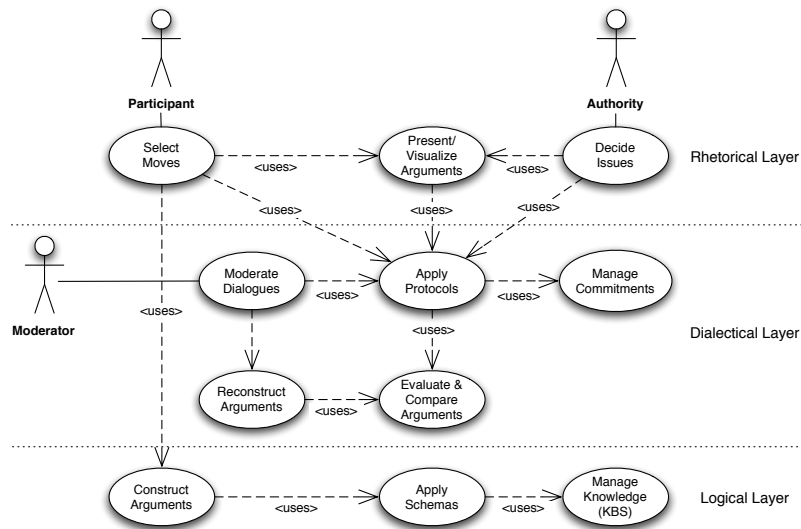 Participant
Authority
Select
Moves
<uses>
Present/
Visualize
Arguments
<uses>
Decide
Issues
Rhetorical Layer
<uses>
<uses>
<uses>
Moderator
Moderate
Dialogues
<uses>
Apply
Protocols
<uses>
Manage
Commitments
<uses>
<uses>
Dialectical Layer
Reconstruct
Arguments
<uses>
Evaluate &
Compare
Arguments
Construct
Arguments
<uses>
Apply
Schemas
<uses>
Manage
Knowledge
(KBS)
Logical Layer